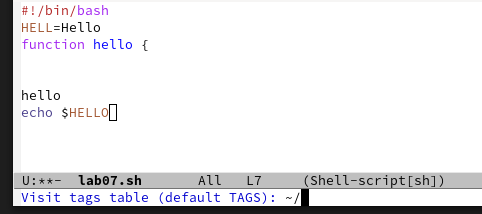 #!/bin/bash
HELL=Hello
function hello {
hello
echo $HELLO
U:**-  lab07.sh       All   L7     (Shell-script[sh])
Visit tags table (default TAGS): ~/